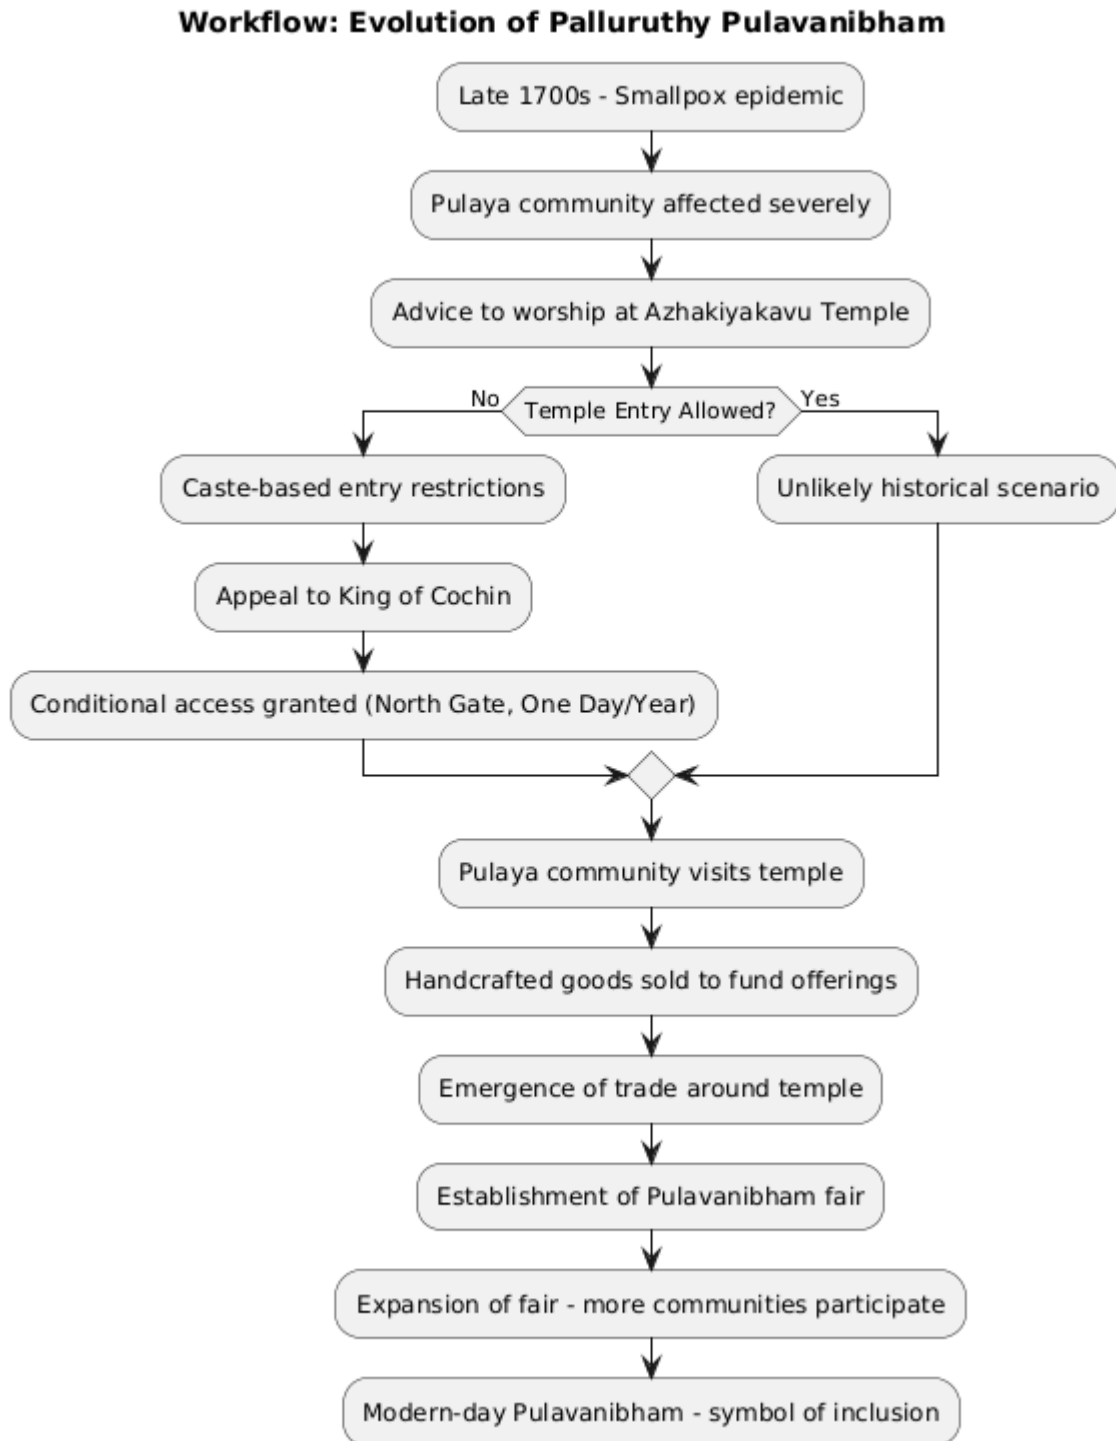 Workflow: Evolution of Palluruthy Pulavanibham
Late 1700s - Smallpox epidemic
Pulaya community affected severely
Advice to worship at Azhakiyakavu Temple
No
Temple Entry Allowed?
Yes
Caste-based entry restrictions
Unlikely historical scenario
Appeal to King of Cochin
Conditional access granted (North Gate, One Day/Year)
Pulaya community visits temple
Handcrafted goods sold to fund offerings
Emergence of trade around temple
Establishment of Pulavanibham fair
Expansion of fair - more communities participate
Modern-day Pulavanibham - symbol of inclusion